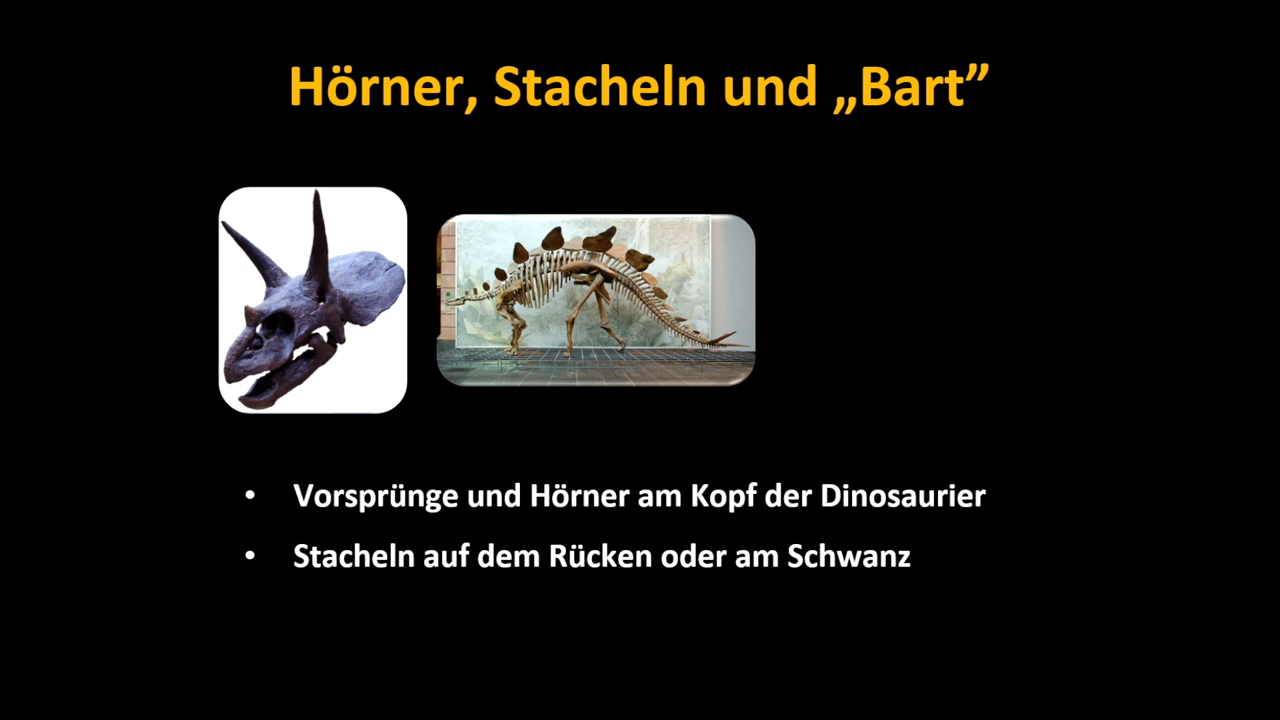 Hörner, Stacheln und „Bart”
• Vorsprünge und Hörner am Kopf der Dinosaurier
• Stacheln auf dem Rücken oder am Schwanz